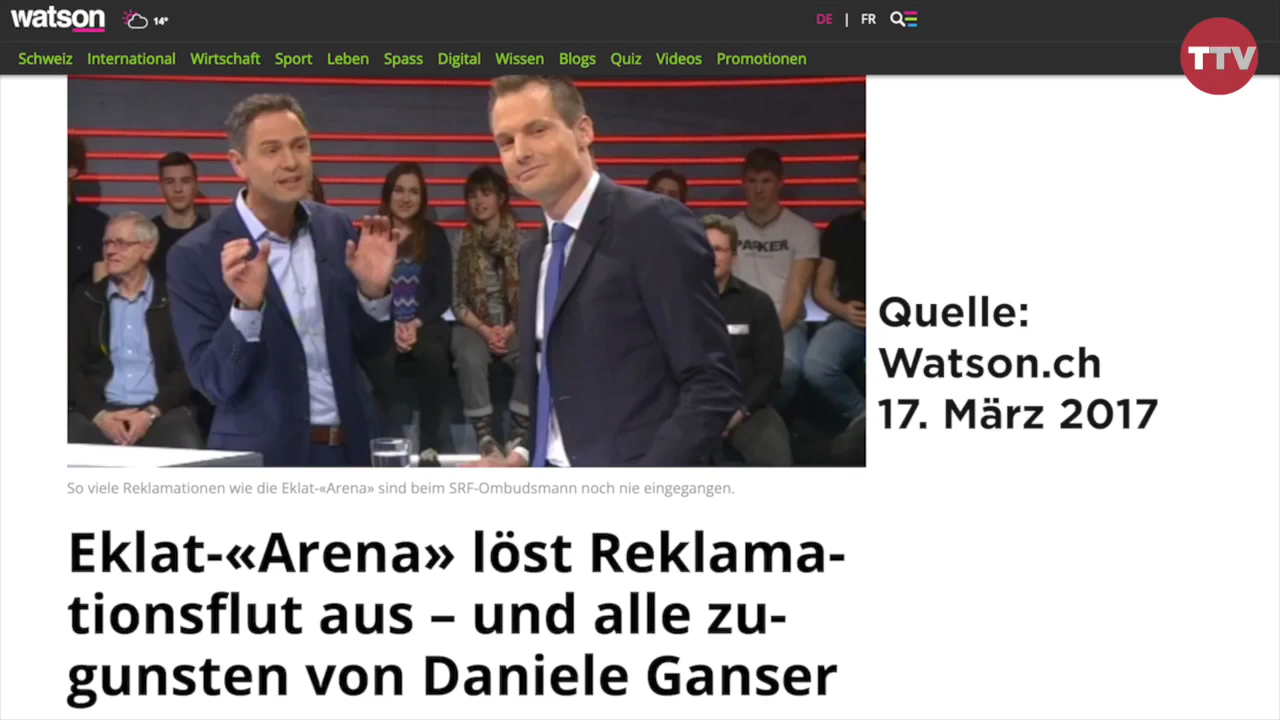 watson
14°
DE | FR
TTV
Schweiz International Wirtschaft Sport Leben Spass Digital Wissen Blogs Quiz Videos Promotionen
PARKER
Quelle:
Watson.ch
17. März 2017
So viele Reklamationen wie die Eklat-«Arena» sind beim SRF-Ombudsmann noch nie eingegangen.
Eklat-«Arena» löst Reklama-
tionsflut aus – und alle zu-
gunsten von Daniele Ganser